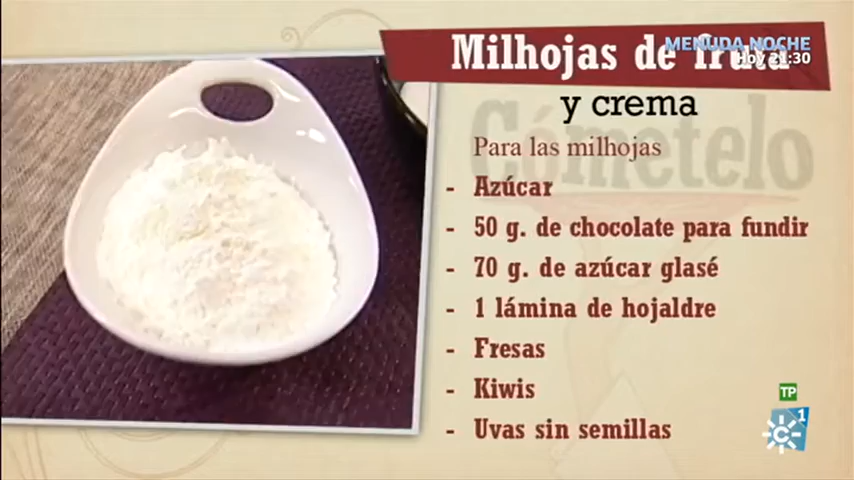 Milhojas de fruta
MENUDA NOCHE
Hoy 21:30
y crema
Cómetelo
Para las milhojas
- Azúcar
- 50 g. de chocolate para fundir
- 70 g. de azúcar glasé
- 1 lámina de hojaldre
- Fresas
- Kiwis
- Uvas sin semillas
TP
1